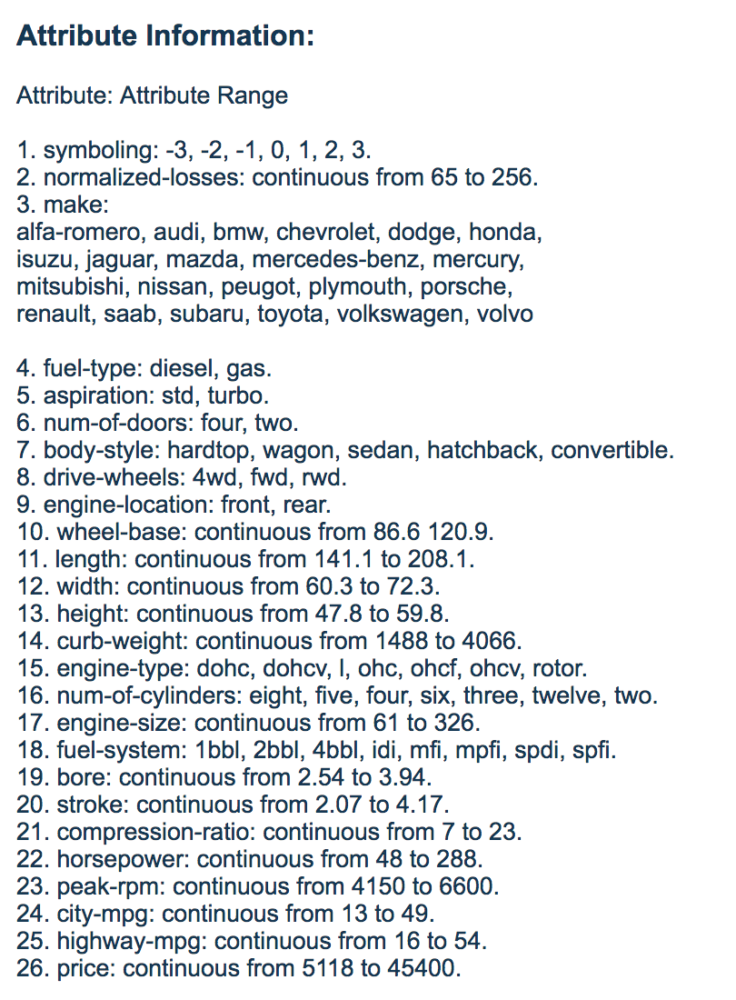 Attribute Information:
Attribute: Attribute Range
1. symboling: -3, -2, -1, 0, 1, 2, 3.
2. normalized-losses: continuous from 65 to 256.
3. make:
alfa-romero, audi, bmw, chevrolet, dodge, honda,
isuzu, jaguar, mazda, mercedes-benz, mercury,
mitsubishi, nissan, peugot, plymouth, porsche,
renault, saab, subaru, toyota, volkswagen, volvo
4. fuel-type: diesel, gas.
5. aspiration: std, turbo.
6. num-of-doors: four, two.
7. body-style: hardtop, wagon, sedan, hatchback, convertible.
8. drive-wheels: 4wd, fwd, rwd.
9. engine-location: front, rear.
10. wheel-base: continuous from 86.6 120.9.
11. length: continuous from 141.1 to 208.1.
12. width: continuous from 60.3 to 72.3.
13. height: continuous from 47.8 to 59.8.
14. curb-weight: continuous from 1488 to 4066.
15. engine-type: dohc, dohcv, l, ohc, ohcf, ohcv, rotor.
16. num-of-cylinders: eight, five, four, six, three, twelve, two.
17. engine-size: continuous from 61 to 326.
18. fuel-system: 1bbl, 2bbl, 4bbl, idi, mfi, mpfi, spdi, spfi.
19. bore: continuous from 2.54 to 3.94.
20. stroke: continuous from 2.07 to 4.17.
21. compression-ratio: continuous from 7 to 23.
22. horsepower: continuous from 48 to 288.
23. peak-rpm: continuous from 4150 to 6600.
24. city-mpg: continuous from 13 to 49.
25. highway-mpg: continuous from 16 to 54.
26. price: continuous from 5118 to 45400.